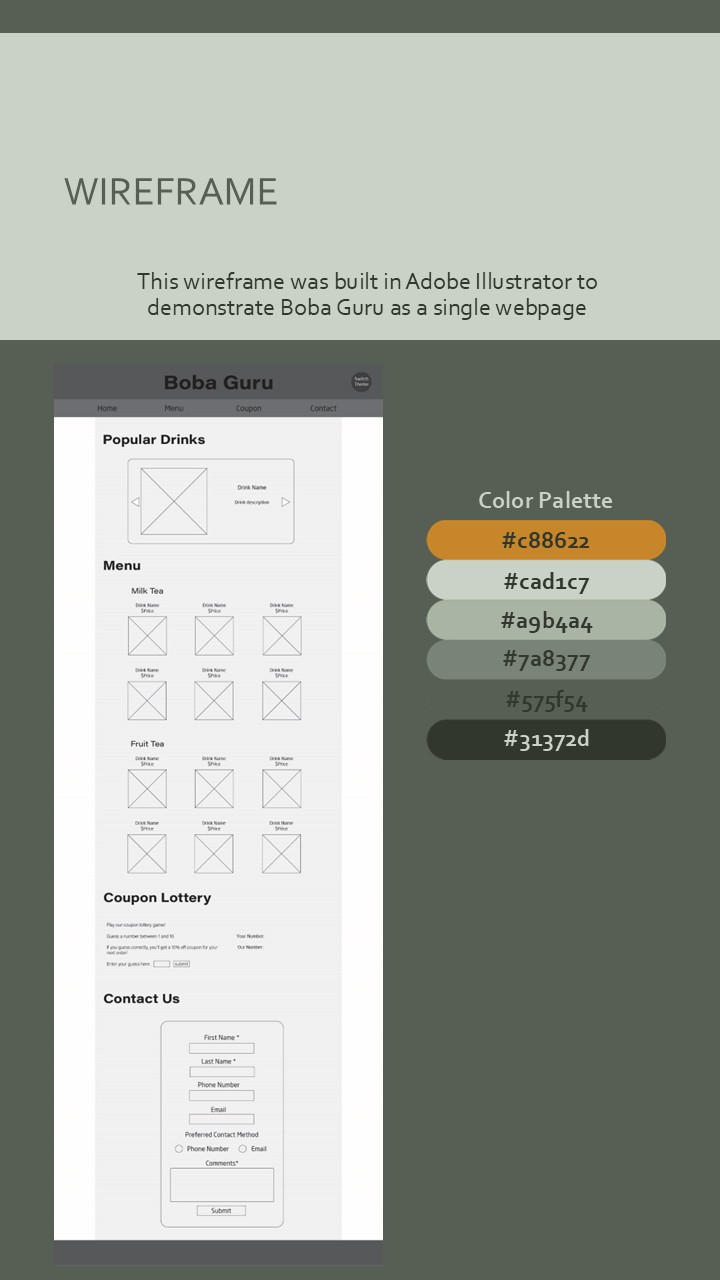 WIREFRAME
This wireframe was built in Adobe Illustrator to
demonstrate Boba Guru as a single webpage
Boba Guru
Switch
Theme
Home Menu Coupon Contact
Popular Drinks
Drink Name
Drink description
Menu
Milk Tea
Drink Name Drink Name Drink Name
$Price $Price $Price
Drink Name Drink Name Drink Name
$Price $Price $Price
Fruit Tea
Drink Name Drink Name Drink Name
$Price $Price $Price
Drink Name Drink Name Drink Name
$Price $Price $Price
Coupon Lottery
Play our coupon lottery game!
Guess a number between 1 and 10 Your Number:
If you guess correctly, you'll get a 10% off coupon for your Our Number:
next order!
Enter your guess here: submit
Contact Us
First Name *
Last Name *
Phone Number
Email
Preferred Contact Method
Phone Number Email
Comments*
Submit
Color Palette
#c88622
#cad1c7
#a9b4a4
#7a8377
#575f54
#31372d